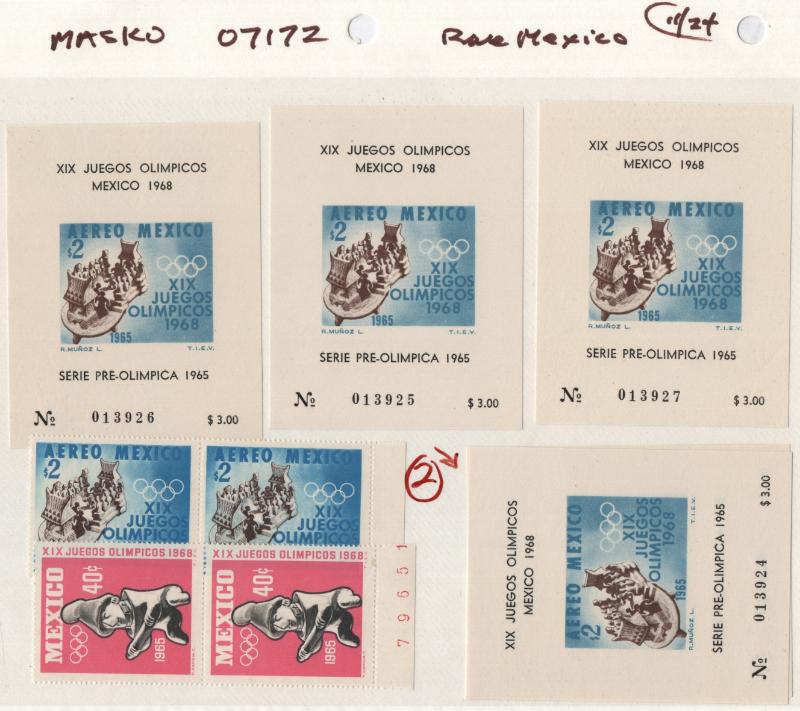 MASKO 07172 Rare Mexico 11/24
XIX JUEGOS OLIMPICOS
MEXICO 1968
AEREO MEXICO
$2
XIX
JUEGOS
OLIMPICOS
1968
1965
R.MUÑOZ L. T.I.E.V.
SERIE PRE-OLIMPICA 1965
Nº 013926 $3.00
XIX JUEGOS OLIMPICOS
MEXICO 1968
AEREO MEXICO
$2
XIX
JUEGOS
OLIMPICOS
1968
1965
R.MUÑOZ L. T.I.E.V.
SERIE PRE-OLIMPICA 1965
Nº 013925 $3.00
XIX JUEGOS OLIMPICOS
MEXICO 1968
AEREO MEXICO
$2
XIX
JUEGOS
OLIMPICOS
1968
1965
R.MUÑOZ L. T.I.E.V.
SERIE PRE-OLIMPICA 1965
Nº 013927 $3.00
AEREO MEXICO
$2
XIX
JUEGOS
OLIMPICOS
AEREO MEXICO
$2
XIX
JUEGOS
OLIMPICOS
XIX JUEGOS OLIMPICOS 1968
MEXICO
40¢
1965
XIX JUEGOS OLIMPICOS 1968
MEXICO
40¢
1965
79651
2
XIX JUEGOS OLIMPICOS
MEXICO 1968
AEREO MEXICO
$2
XIX
JUEGOS
OLIMPICOS
1968
1965
R.MUÑOZ L. T.I.E.V.
SERIE PRE-OLIMPICA 1965
Nº 013924 $3.00